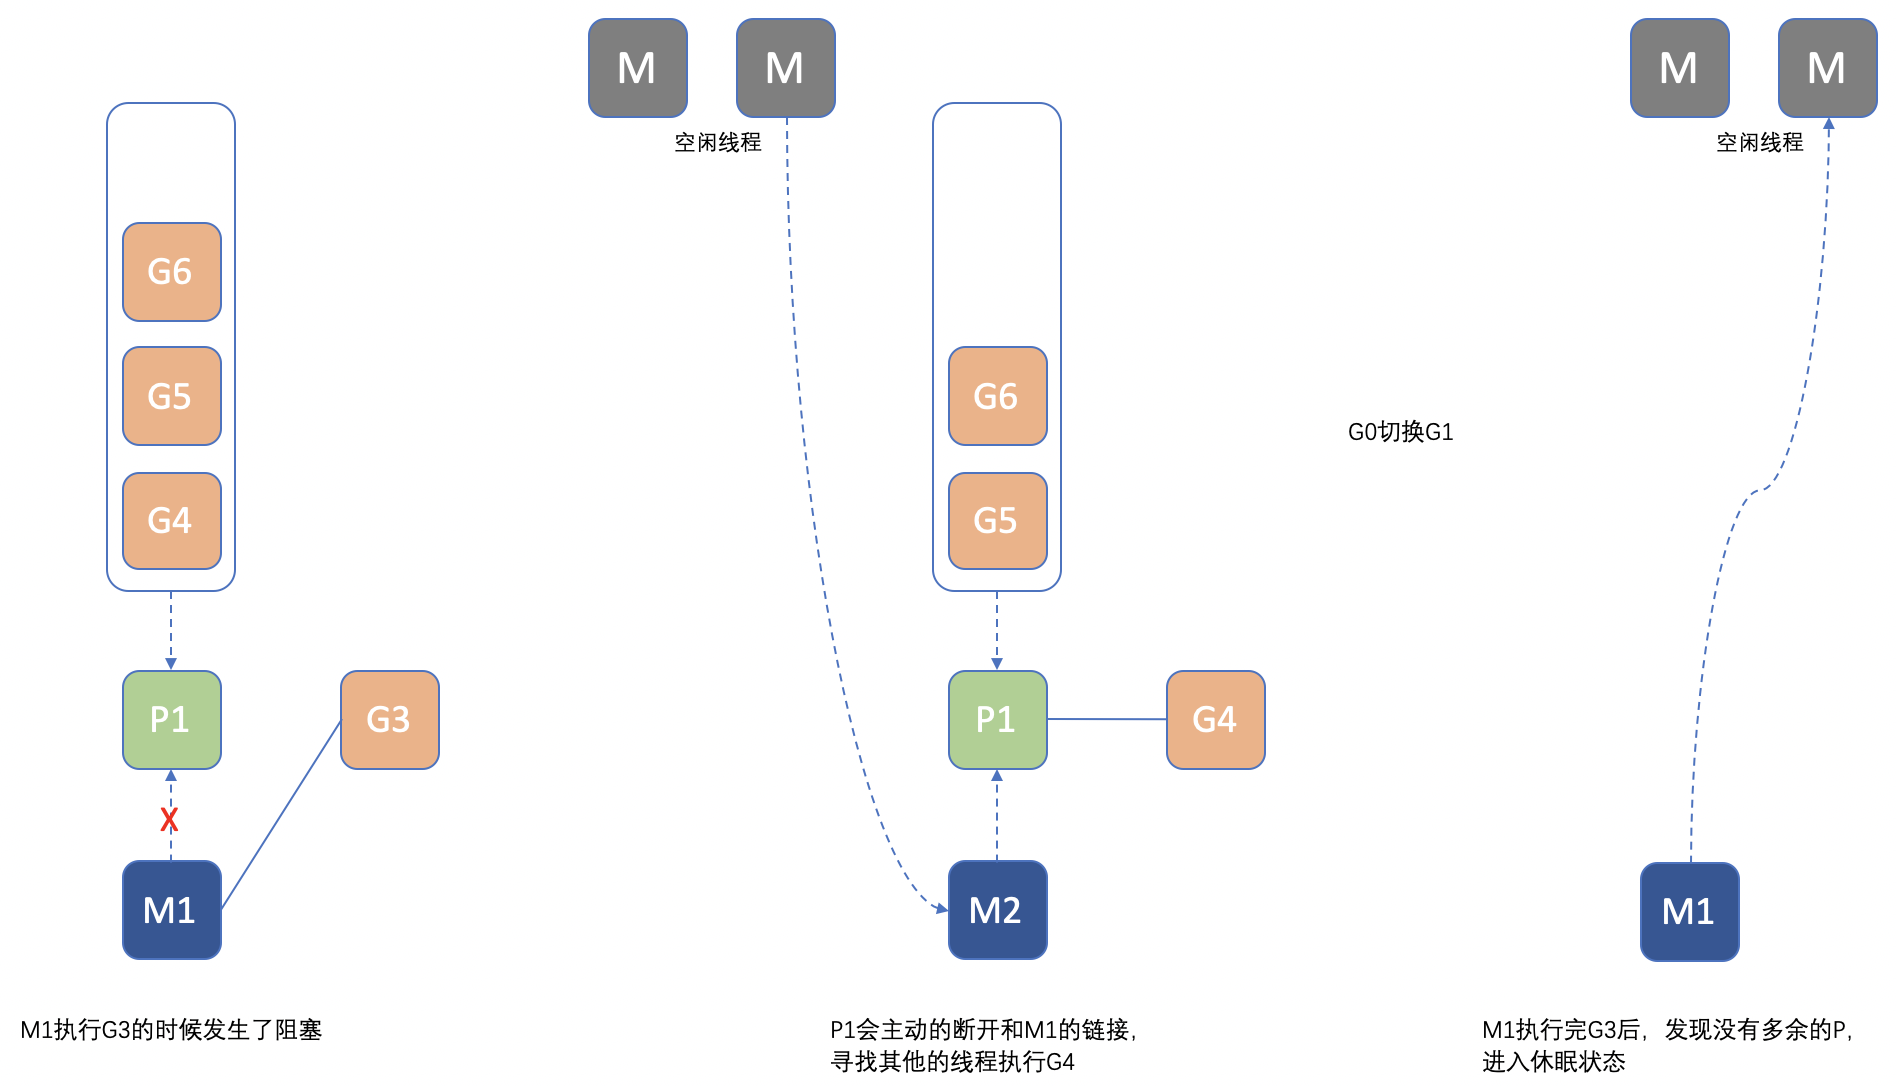 M
M
空闲线程
G6
G5
G4
P1
G3
X
M1
M1执行G3的时候发生了阻塞
G6
G5
P1
G4
M2
P1会主动的断开和M1的链接,
寻找其他的线程执行G4
G0切换G1
M
M
空闲线程
M1
M1执行完G3后,发现没有多余的P,
进入休眠状态